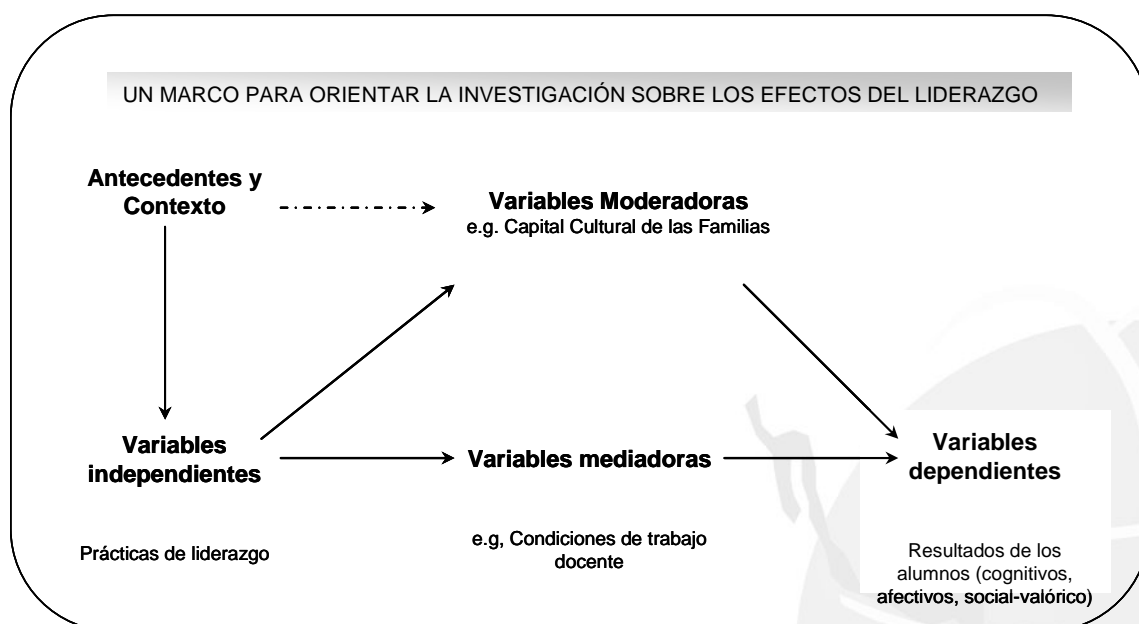 UN MARCO PARA ORIENTAR LA INVESTIGACIÓN SOBRE LOS EFECTOS DEL LIDERAZGO
Antecedentes y
Contexto
Variables Moderadoras
e.g. Capital Cultural de las Familias
Variables
independientes
Variables mediadoras
Variables
dependientes
Prácticas de liderazgo
e.g, Condiciones de trabajo
docente
Resultados de los
alumnos (cognitivos,
afectivos, social-valórico)